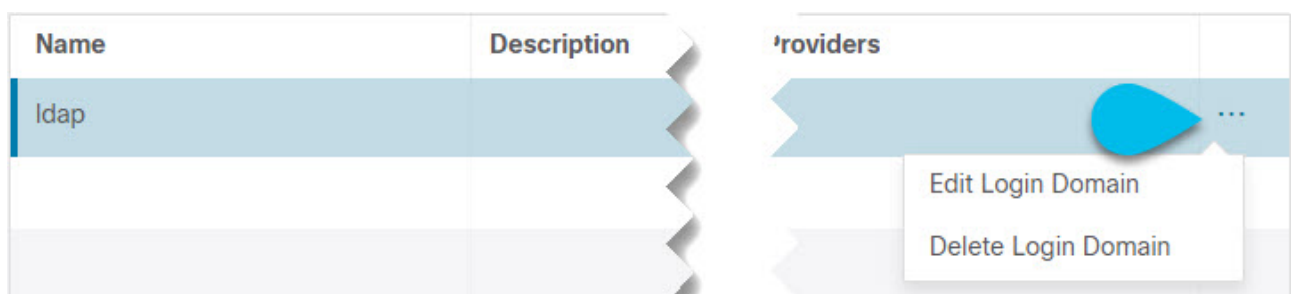 Name Description roviders
ldap ...
Edit Login Domain
Delete Login Domain